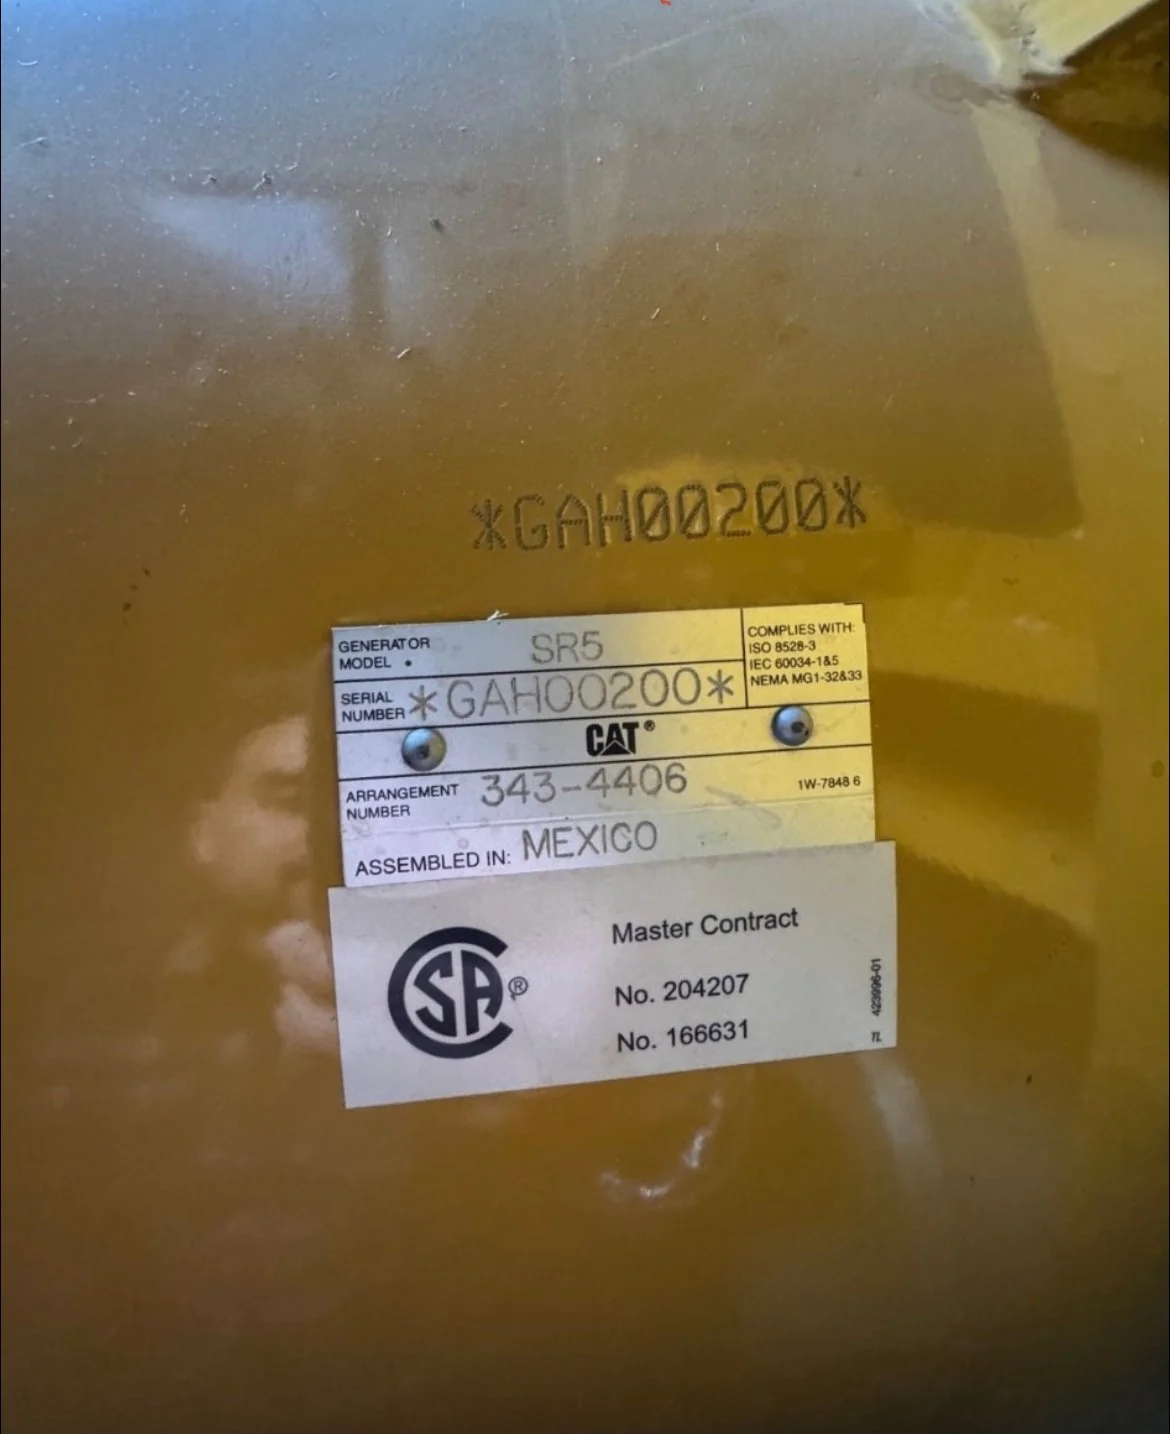 *GAH00200*
GENERATOR MODEL SR5
COMPLIES WITH:
ISO 8528-3
IEC 60034-1&5
NEMA MG1-32&33
SERIAL NUMBER *GAH00200*
CAT®
ARRANGEMENT NUMBER 343-4406
1W-7848 6
ASSEMBLED IN: MEXICO
CSA®
Master Contract
No. 204207
No. 166631
TL 423996-01